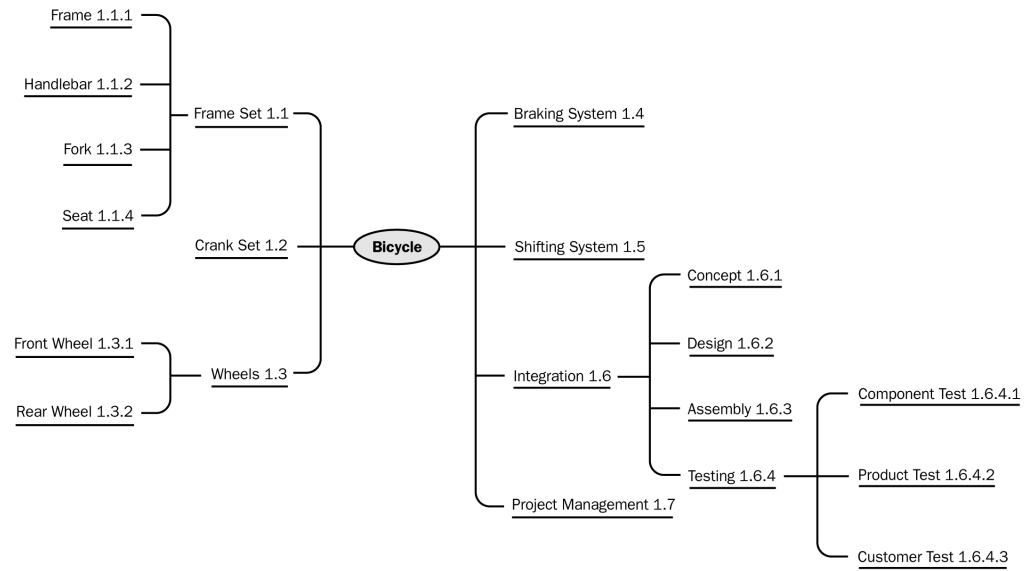 Frame 1.1.1
Handlebar 1.1.2
Fork 1.1.3
Seat 1.1.4
Frame Set 1.1
Crank Set 1.2
Front Wheel 1.3.1
Rear Wheel 1.3.2
Wheels 1.3
Bicycle
Braking System 1.4
Shifting System 1.5
Integration 1.6
Concept 1.6.1
Design 1.6.2
Assembly 1.6.3
Testing 1.6.4
Component Test 1.6.4.1
Product Test 1.6.4.2
Customer Test 1.6.4.3
Project Management 1.7